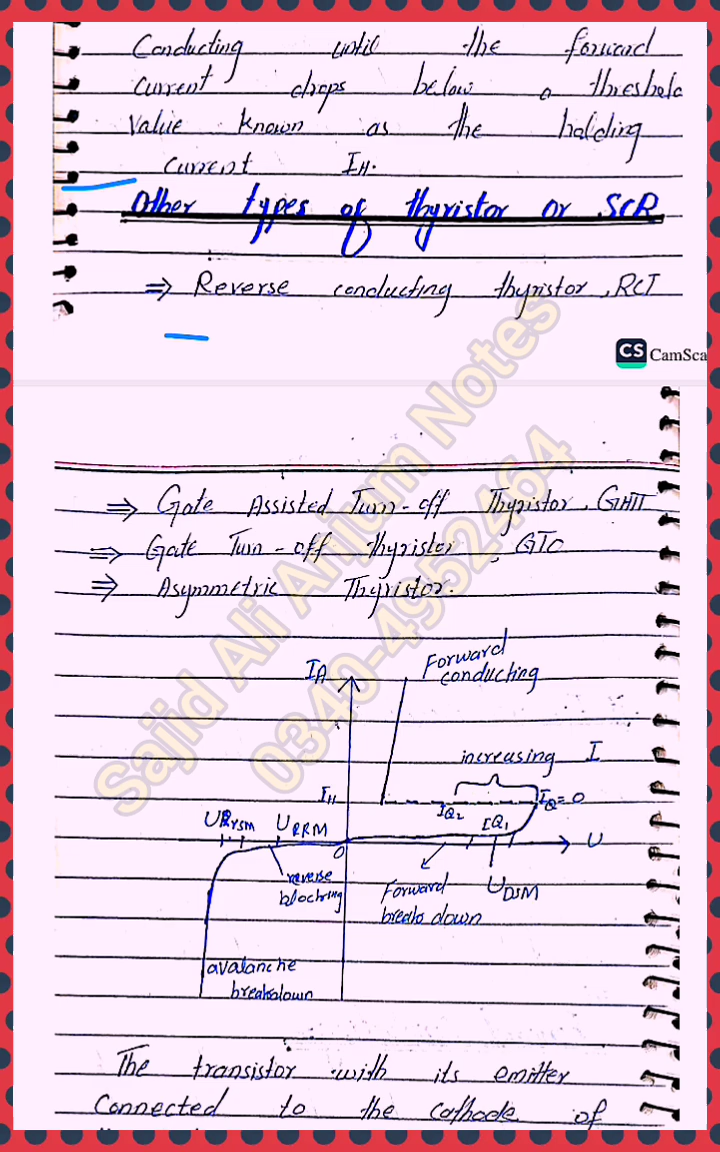 Conducting until the forward
current drops below a threshold
value known as the holding
current IH.
Other types of thyristor or SCR
⇒ Reverse conducting thyristor, RCT
CS CamSca
⇒ Gate Assisted Turn-off Thyristor, GATT
⇒ Gate Turn-off thyristor, GTO
⇒ Asymmetric Thyristor.
IA
Forward
conducting
increasing I
IH
IQ2
IQ1
IQ=0
URRM
U
O
reverse
blocking
Forward
break down
UDSM
avalanche
breakdown
The transistor with its emitter
Connected to the cathode of
Sajid Ali Anjum Notes
0340-4952464